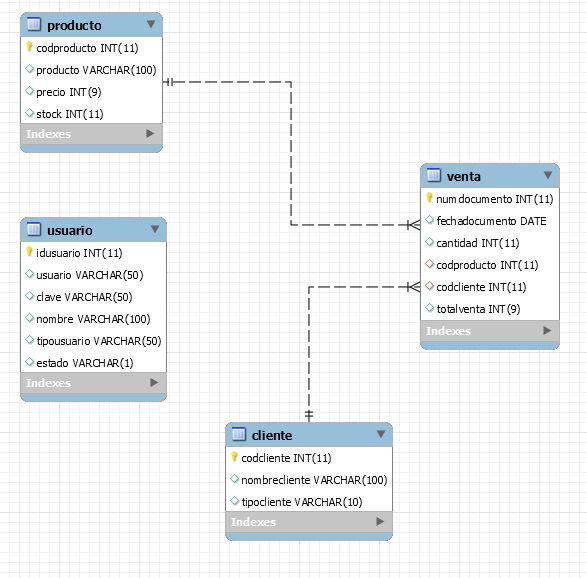 producto
codproducto INT(11)
producto VARCHAR(100)
precio INT(9)
stock INT(11)
Indexes
venta
numdocumento INT(11)
fechadocumento DATE
cantidad INT(11)
codproducto INT(11)
codcliente INT(11)
totalventa INT(9)
Indexes
usuario
idusuario INT(11)
usuario VARCHAR(50)
clave VARCHAR(50)
nombre VARCHAR(100)
tipousuario VARCHAR(50)
estado VARCHAR(1)
Indexes
cliente
codcliente INT(11)
nombrecliente VARCHAR(100)
tipocliente VARCHAR(10)
Indexes